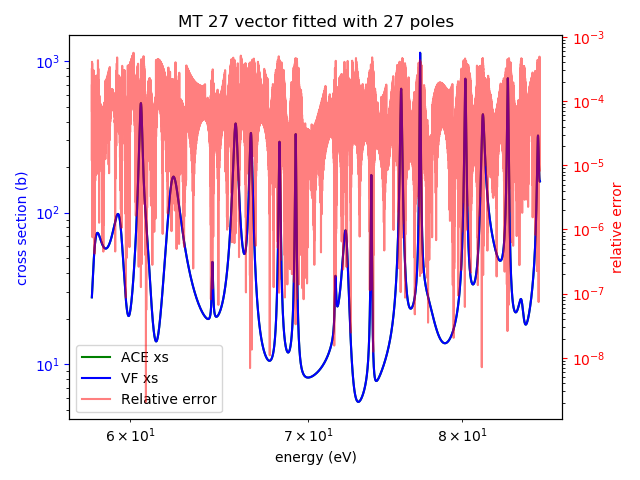 MT 27 vector fitted with 27 poles
10³
10²
10¹
cross section (b)
10⁻³
10⁻⁴
10⁻⁵
10⁻⁶
10⁻⁷
10⁻⁸
relative error
ACE xs
VF xs
Relative error
6 × 10¹ 7 × 10¹ 8 × 10¹
energy (eV)